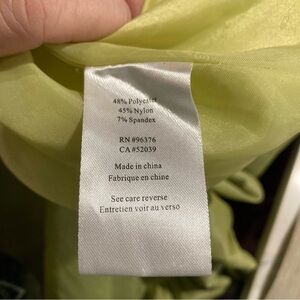 48% Polyester
45% Nylon
7% Spandex
RN #96376
CA #52039
Made in china
Fabrique en chine
See care reverse
Entretien voir au verso